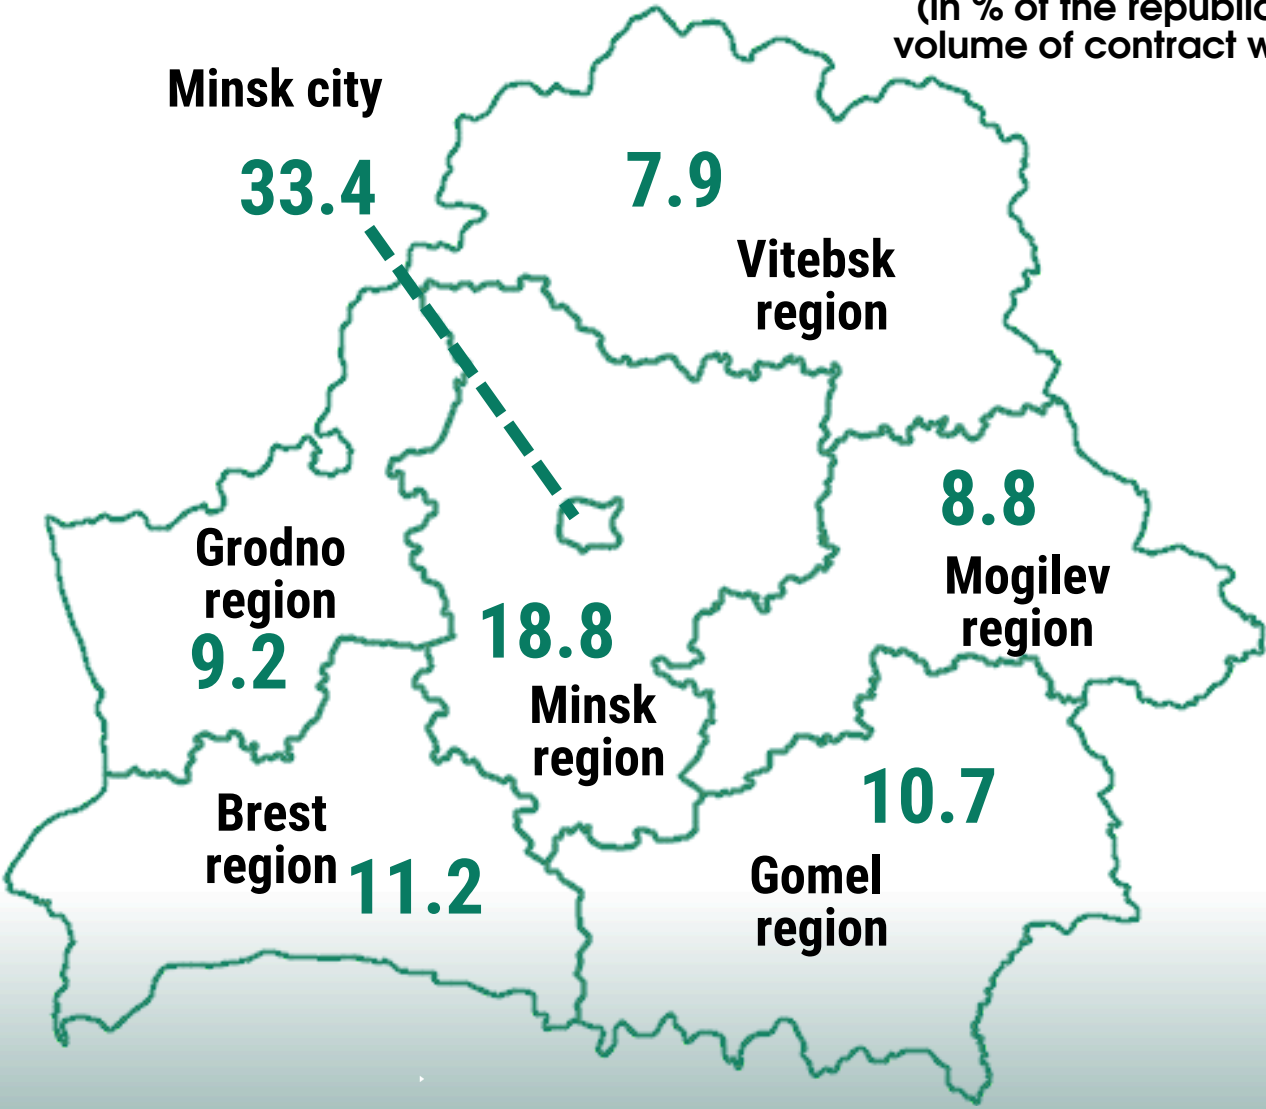 (in % of the republic
volume of contract w
Minsk city
33.4
7.9
Vitebsk
region
8.8
Mogilev
region
Grodno
region
9.2
18.8
Minsk
region
10.7
Gomel
region
Brest
region
11.2